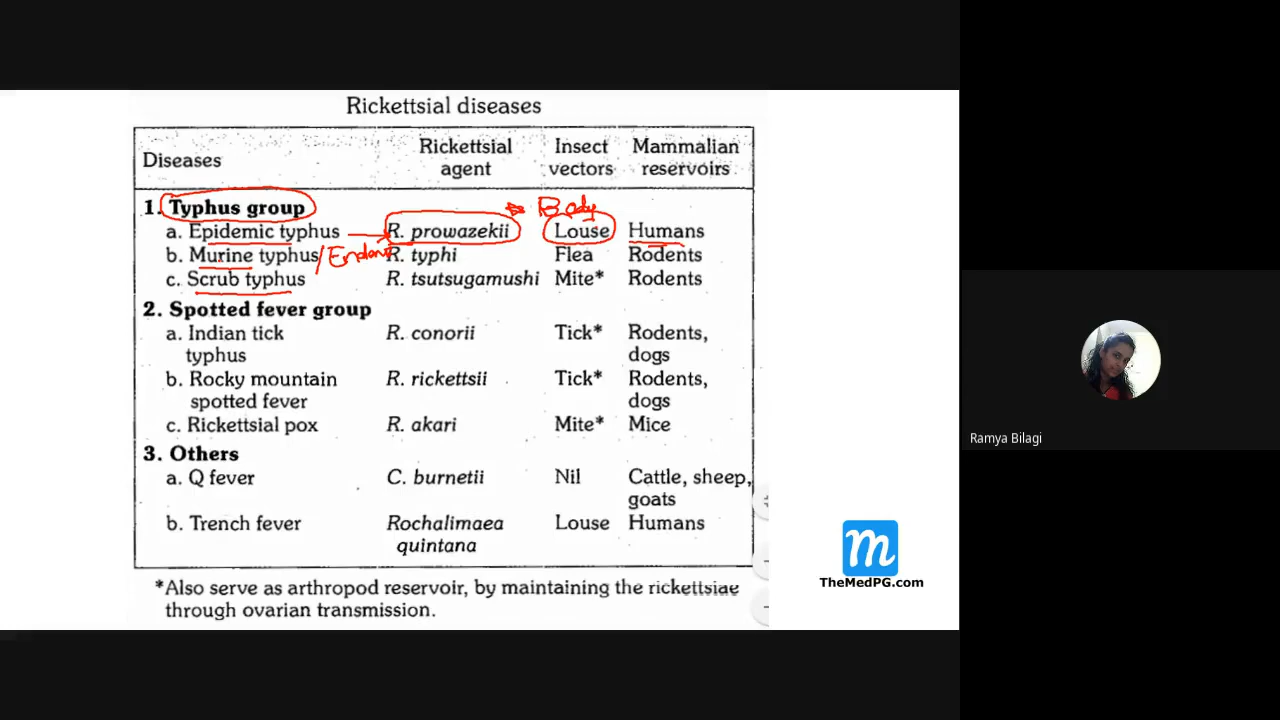 Rickettsial diseases
Diseases Rickettsial agent Insect vectors Mammalian reservoirs
1. Typhus group
Body
a. Epidemic typhus R. prowazekii Louse Humans
b. Murine typhus R. typhi Flea Rodents
c. Scrub typhus R. tsutsugamushi Mite* Rodents
2. Spotted fever group
a. Indian tick typhus R. conorii Tick* Rodents, dogs
b. Rocky mountain spotted fever R. rickettsii Tick* Rodents, dogs
c. Rickettsial pox R. akari Mite* Mice
3. Others
a. Q fever C. burnetii Nil Cattle, sheep, goats
b. Trench fever Rochalimaea quintana Louse Humans
*Also serve as arthropod reservoir, by maintaining the rickettsiae
through ovarian transmission.
m
TheMedPG.com
Ramya Bilagi